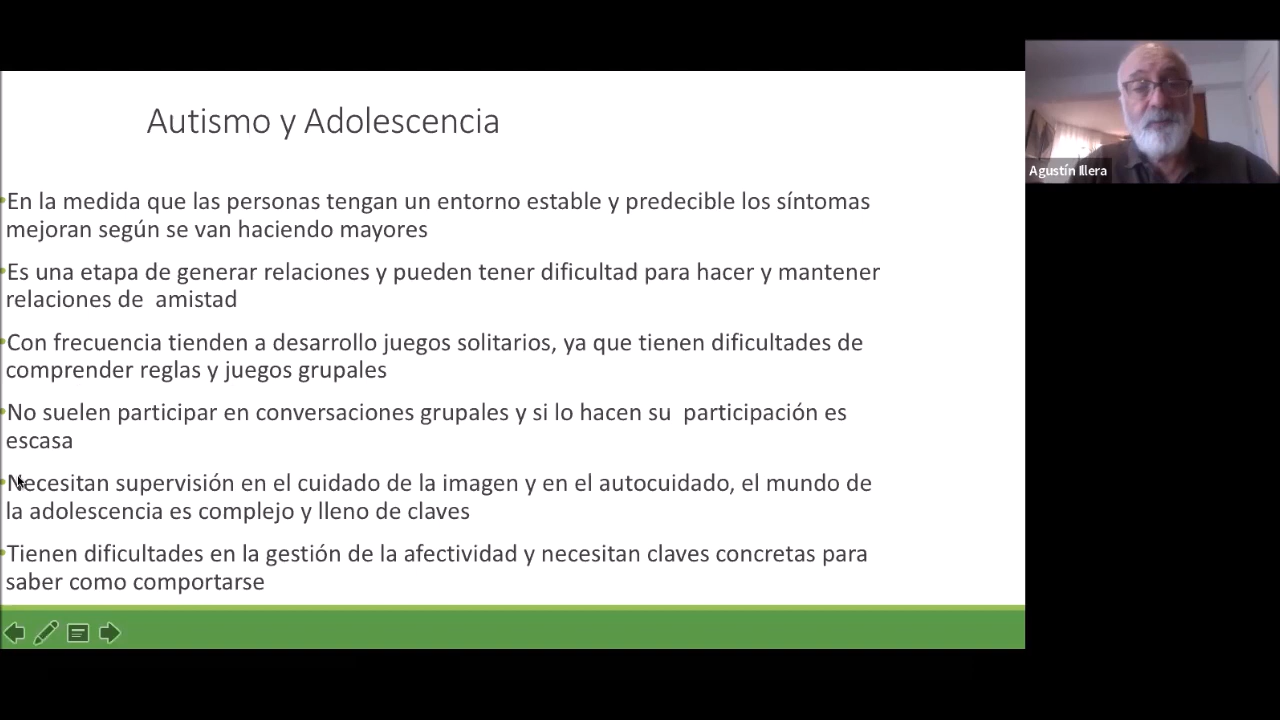 Autismo y Adolescencia
•En la medida que las personas tengan un entorno estable y predecible los síntomas
mejoran según se van haciendo mayores
•Es una etapa de generar relaciones y pueden tener dificultad para hacer y mantener
relaciones de  amistad
•Con frecuencia tienden a desarrollo juegos solitarios, ya que tienen dificultades de
comprender reglas y juegos grupales
•No suelen participar en conversaciones grupales y si lo hacen su  participación es
escasa
•Necesitan supervisión en el cuidado de la imagen y en el autocuidado, el mundo de
la adolescencia es complejo y lleno de claves
•Tienen dificultades en la gestión de la afectividad y necesitan claves concretas para
saber como comportarse
Agustín Illera